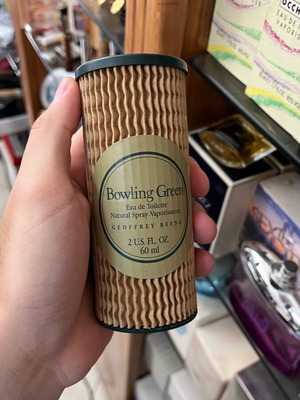 Bowling Green
Eau de Toilette
Natural Spray Vaporisateur
GEOFFREY BEENE
2 U.S. FL. OZ.
60 ml